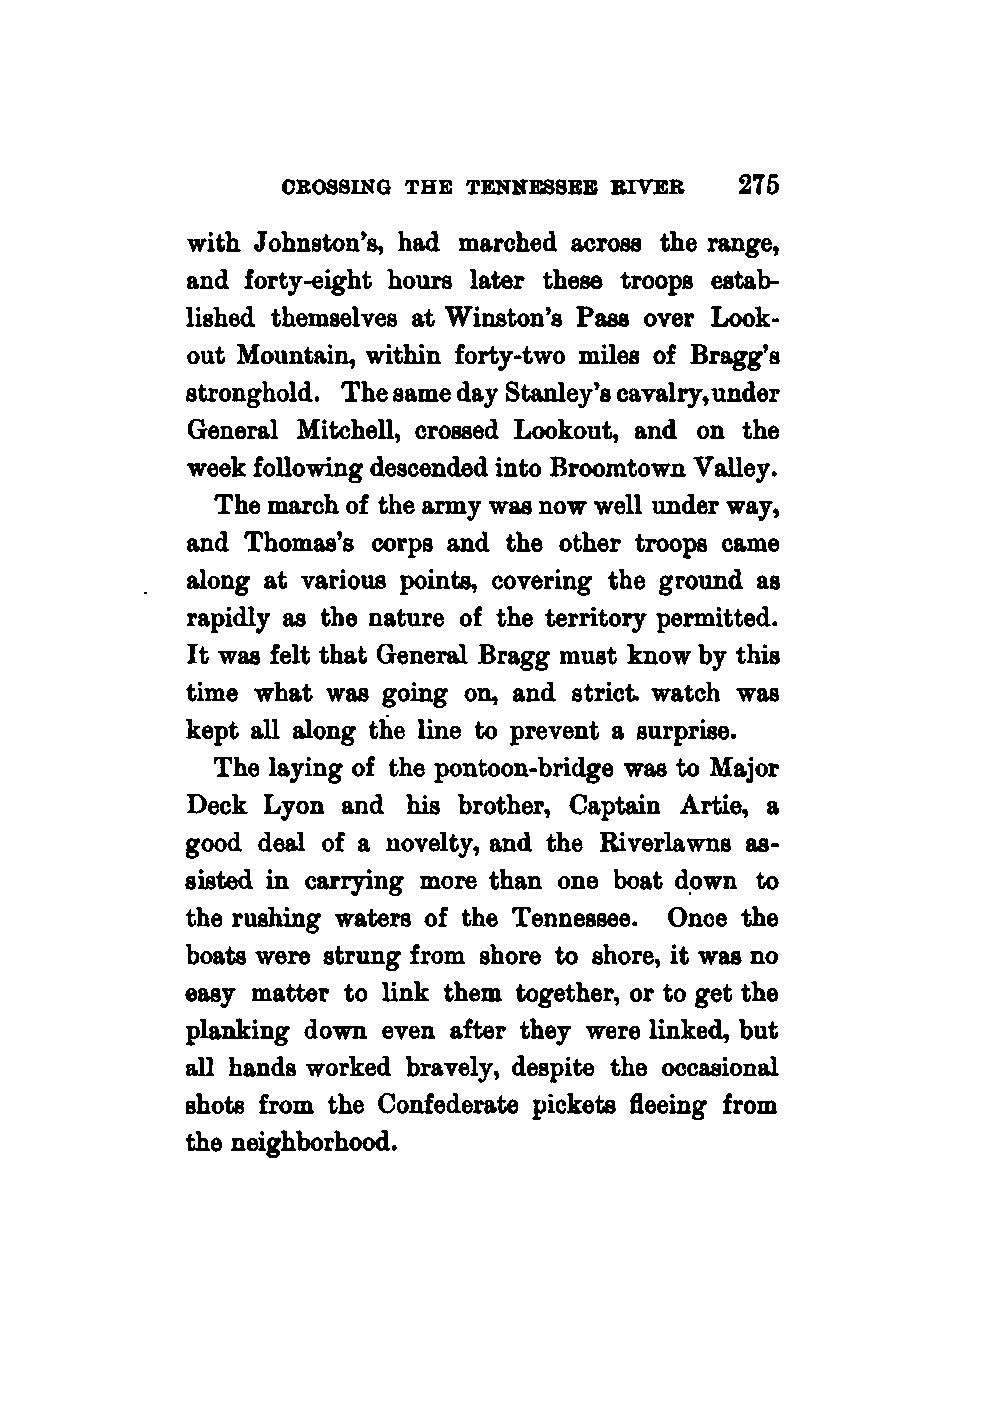 CROSSING THE TENNESSEE RIVER 275
with Johnston's, had marched across the range,
and forty-eight hours later these troops estab-
lished themselves at Winston's Pass over Look-
out Mountain, within forty-two miles of Bragg's
stronghold. The same day Stanley's cavalry, under
General Mitchell, crossed Lookout, and on the
week following descended into Broomtown Valley.
The march of the army was now well under way,
and Thomas's corps and the other troops came
along at various points, covering the ground as
rapidly as the nature of the territory permitted.
It was felt that General Bragg must know by this
time what was going on, and strict watch was
kept all along the line to prevent a surprise.
The laying of the pontoon-bridge was to Major
Deck Lyon and his brother, Captain Artie, a
good deal of a novelty, and the Riverlawns as-
sisted in carrying more than one boat down to
the rushing waters of the Tennessee. Once the
boats were strung from shore to shore, it was no
easy matter to link them together, or to get the
planking down even after they were linked, but
all hands worked bravely, despite the occasional
shots from the Confederate pickets fleeing from
the neighborhood.